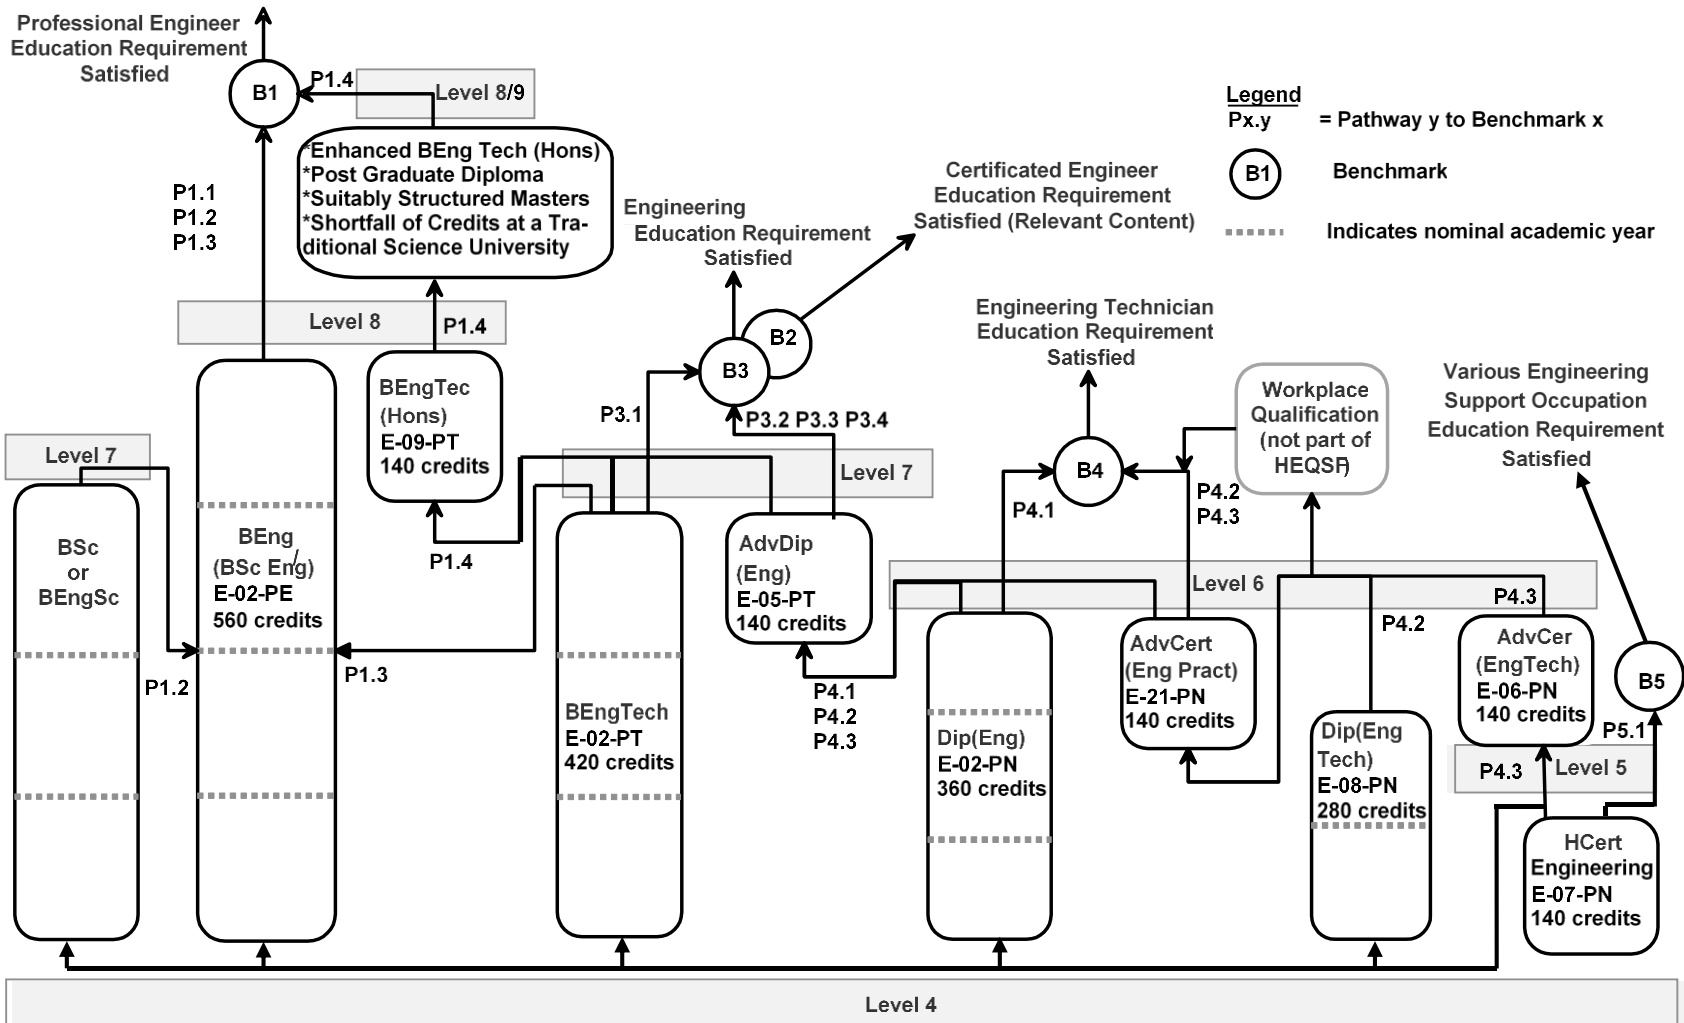 Professional Engineer
Education Requirement
Satisfied
B1
P1.4
Level 8/9
*Enhanced BEng Tech (Hons)
*Post Graduate Diploma
*Suitably Structured Masters
*Shortfall of Credits at a Tra-
ditional Science University
P1.1
P1.2
P1.3
Level 8
P1.4
BEngTec
(Hons)
E-09-PT
140 credits
P1.4
Level 7
BSc
or
BEngSc
P1.2
BEng
(BSc Eng)
/
E-02-PE
560 credits
P1.3
Engineering
Education Requirement
Satisfied
Certificated Engineer
Education Requirement
Satisfied (Relevant Content)
B2
B3
P3.1
P3.2 P3.3 P3.4
Level 7
BEngTech
E-02-PT
420 credits
AdvDip
(Eng)
E-05-PT
140 credits
P4.1
P4.2
P4.3
Legend
Px.y = Pathway y to Benchmark x
B1 Benchmark
Indicates nominal academic year
Engineering Technician
Education Requirement
Satisfied
B4
P4.1
P4.2
P4.3
Workplace
Qualification
(not part of
HEQSF)
Level 6
Dip(Eng)
E-02-PN
360 credits
AdvCert
(Eng Pract)
E-21-PN
140 credits
P4.2
Dip(Eng
Tech)
E-08-PN
280 credits
P4.3
AdvCer
(EngTech)
E-06-PN
140 credits
Various Engineering
Support Occupation
Education Requirement
Satisfied
B5
P5.1
P4.3
Level 5
HCert
Engineering
E-07-PN
140 credits
Level 4